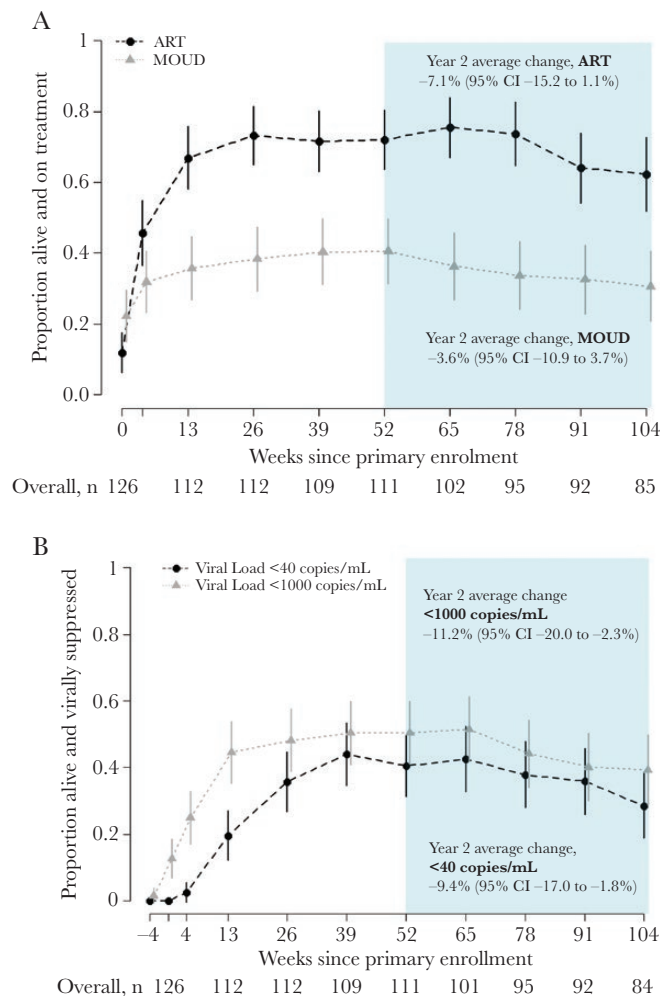 A
1
ART
MOUD
Year 2 average change, ART
–7.1% (95% CI –15.2 to 1.1%)
0.8
0.6
0.4
0.2
0.0
Proportion alive and on treatment
Year 2 average change, MOUD
–3.6% (95% CI –10.9 to 3.7%)
0 13 26 39 52 65 78 91 104
Weeks since primary enrolment
Overall, n 126 112 112 109 111 102 95 92 85
B
1
Viral Load <40 copies/mL
Viral Load <1000 copies/mL
Year 2 average change
<1000 copies/mL
–11.2% (95% CI –20.0 to –2.3%)
0.8
0.6
0.4
0.2
0
Proportion alive and virally suppressed
Year 2 average change,
<40 copies/mL
–9.4% (95% CI –17.0 to –1.8%)
–4 4 13 26 39 52 65 78 91 104
Weeks since primary enrollment
Overall, n 126 112 112 109 111 101 95 92 84